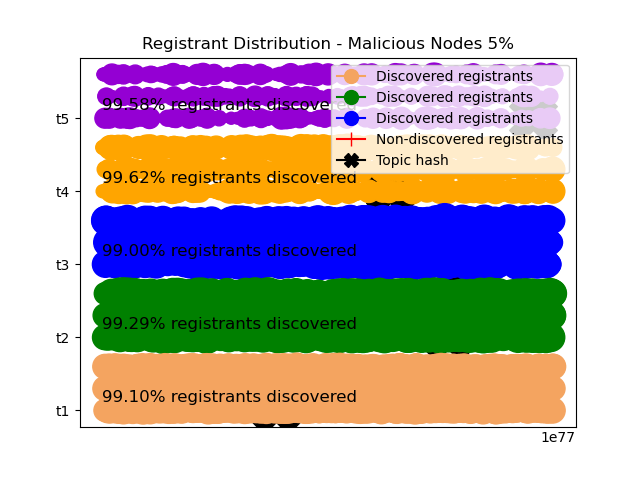 Registrant Distribution - Malicious Nodes 5%
Discovered registrants
Discovered registrants
Discovered registrants
Non-discovered registrants
Topic hash
t5
99.58% registrants discovered
t4
99.62% registrants discovered
t3
99.00% registrants discovered
t2
99.29% registrants discovered
t1
99.10% registrants discovered
1e77